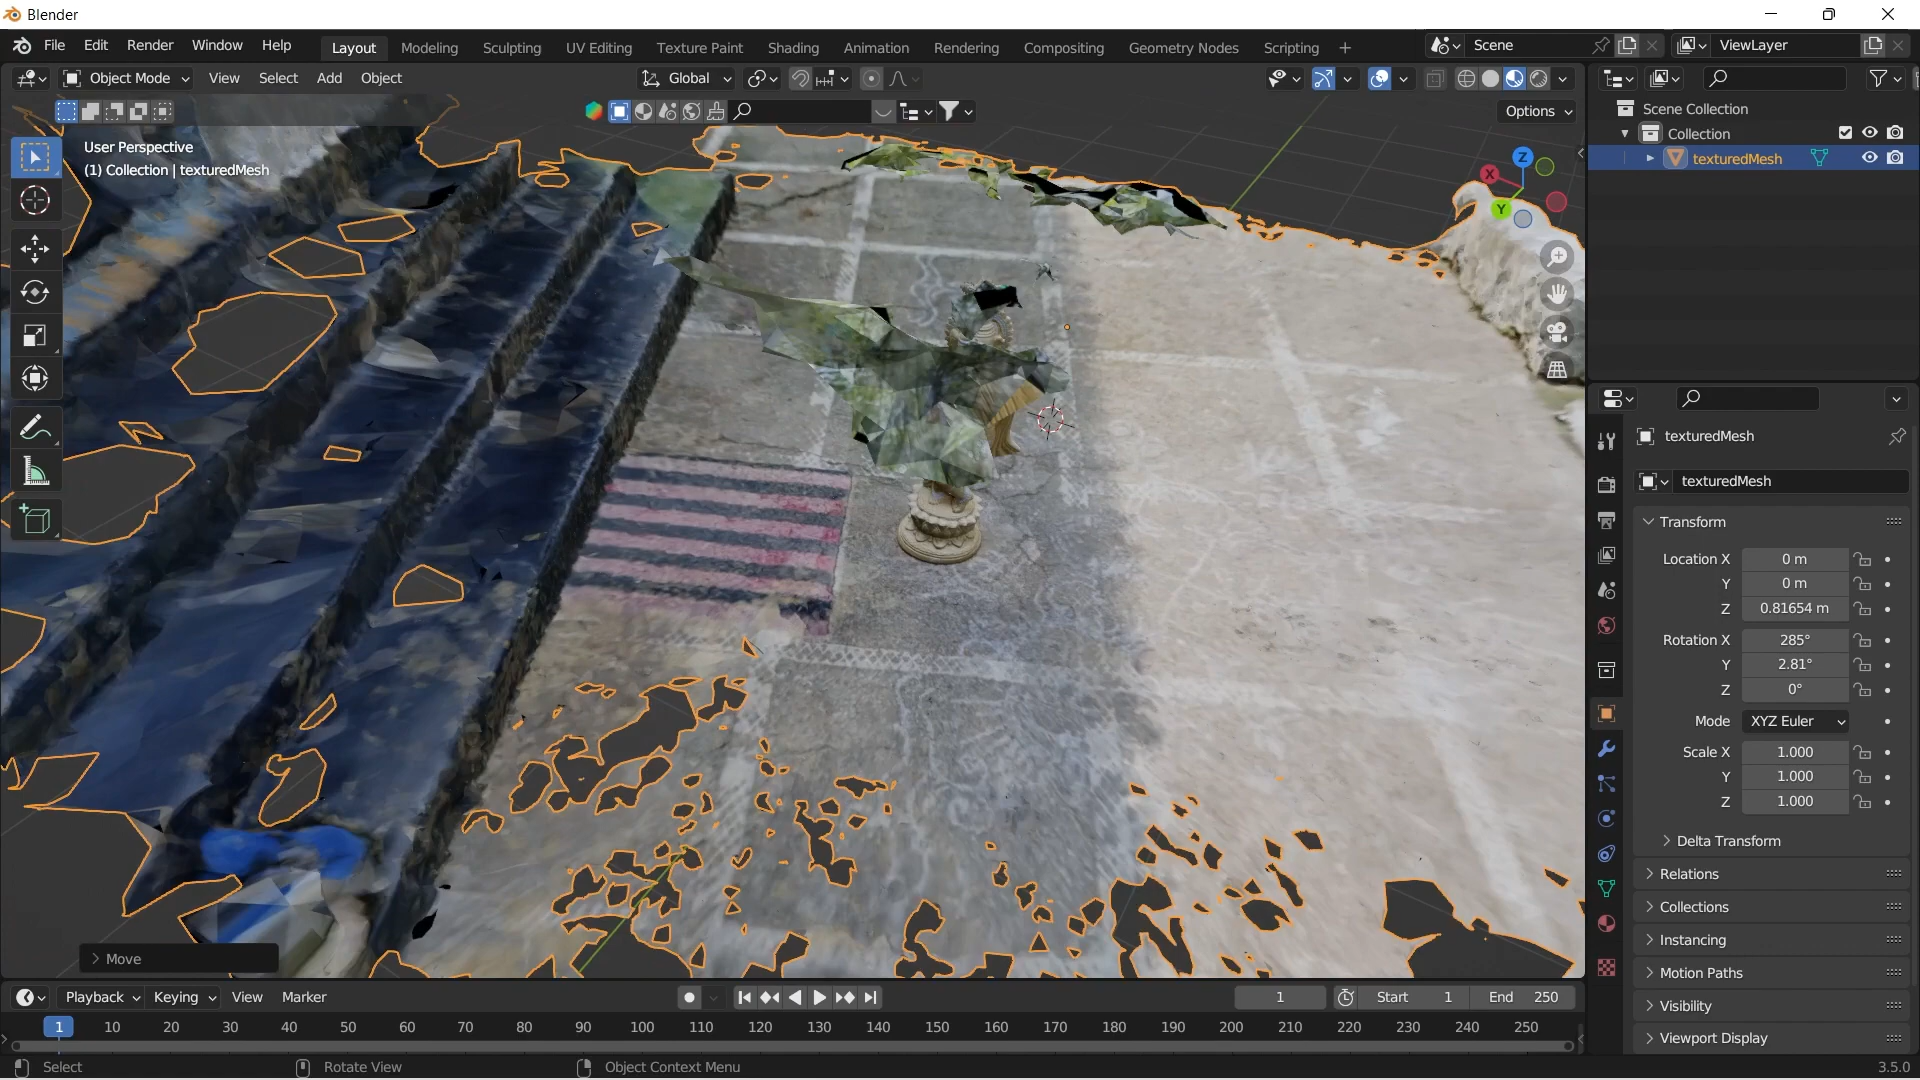 Blender
File Edit Render Window Help
Layout Modeling Sculpting UV Editing Texture Paint Shading Animation Rendering Compositing Geometry Nodes Scripting +
Scene
ViewLayer
Object Mode View Select Add Object
Global
Options
User Perspective
(1) Collection | texturedMesh
X
Y
Z
Scene Collection
Collection
texturedMesh
texturedMesh
texturedMesh
Transform
Location X 0 m
Y 0 m
Z 0.81654 m
Rotation X 285°
Y 2.81°
Z 0°
Mode XYZ Euler
Scale X 1.000
Y 1.000
Z 1.000
Delta Transform
Relations
Collections
Instancing
Motion Paths
Visibility
Viewport Display
Move
Playback Keying View Marker
1
Start 1 End 250
1 10 20 30 40 50 60 70 80 90 100 110 120 130 140 150 160 170 180 190 200 210 220 230 240 250
Select Rotate View Object Context Menu
3.5.0